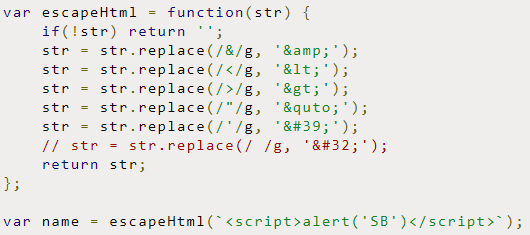 var escapeHtml = function(str) {
    if(!str) return '';
    str = str.replace(/&/g, '&amp;');
    str = str.replace(/</g, '&lt;');
    str = str.replace(/>/g, '&gt;');
    str = str.replace(/"/g, '&quto;');
    str = str.replace(/'/g, '&#39;');
    // str = str.replace(/ /g, '&#32;');
    return str;
};

var name = escapeHtml(`<script>alert('SB')</script>`);